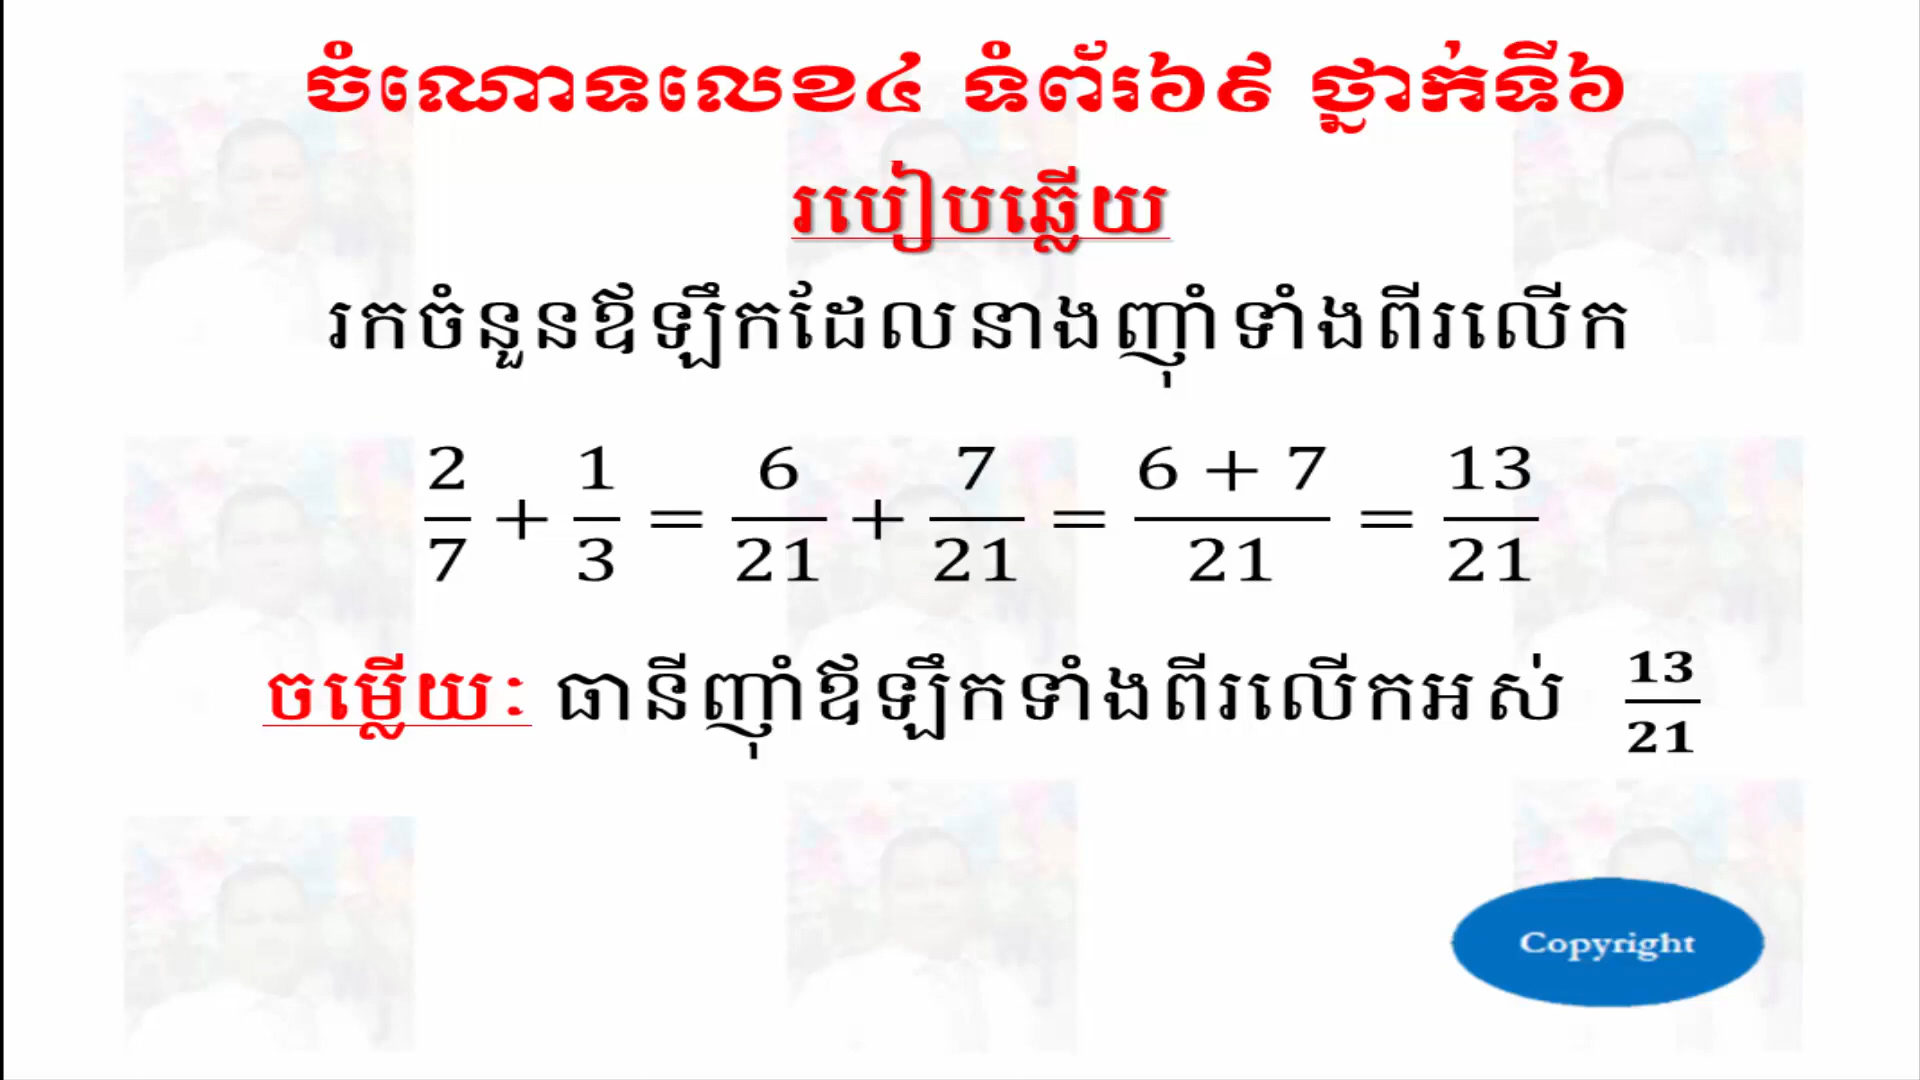 ចំណោទលេខ៤ ទំព័រ៦៩ ថ្នាក់ទី៦
របៀបឆ្លើយ
រកចំនួនឪឡឹកដែលនាងញ៉ាំទាំងពីរលើក
2/7 + 1/3 = 6/21 + 7/21 = (6 + 7)/21 = 13/21
ចម្លើយៈ ធានីញ៉ាំឪឡឹកទាំងពីរលើកអស់ 13/21
Copyright